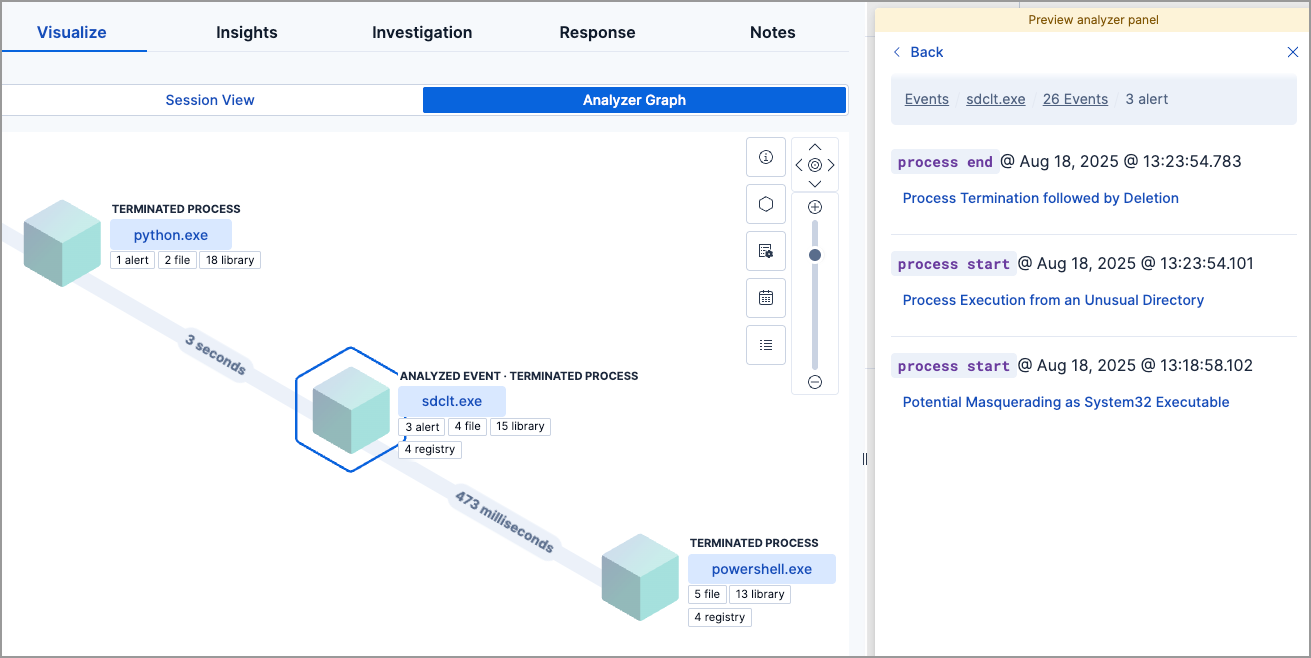 Visualize
Insights
Investigation
Response
Notes
Session View
Analyzer Graph
TERMINATED PROCESS
python.exe
1 alert 2 file 18 library
3 seconds
ANALYZED EVENT · TERMINATED PROCESS
sdclt.exe
3 alert 4 file 15 library
4 registry
473 milliseconds
TERMINATED PROCESS
powershell.exe
5 file 13 library
4 registry
Preview analyzer panel
Back
Events / sdclt.exe / 26 Events / 3 alert
process end @ Aug 18, 2025 @ 13:23:54.783
Process Termination followed by Deletion
process start @ Aug 18, 2025 @ 13:23:54.101
Process Execution from an Unusual Directory
process start @ Aug 18, 2025 @ 13:18:58.102
Potential Masquerading as System32 Executable